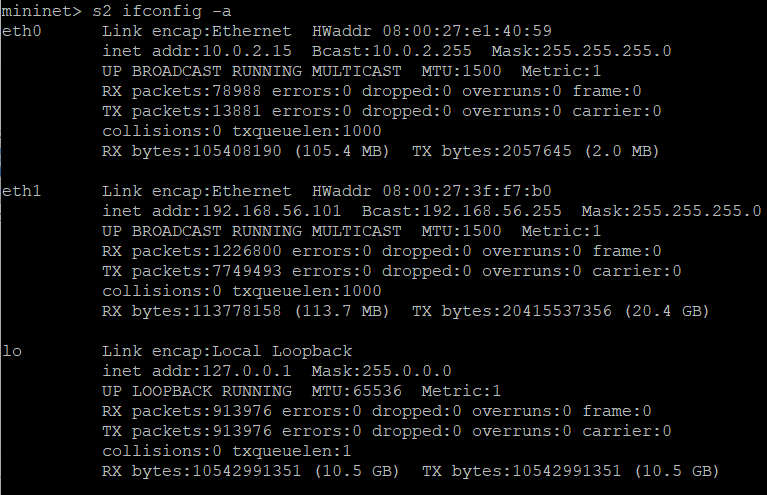 mininet> s2 ifconfig -a
eth0      Link encap:Ethernet  HWaddr 08:00:27:e1:40:59
          inet addr:10.0.2.15  Bcast:10.0.2.255  Mask:255.255.255.0
          UP BROADCAST RUNNING MULTICAST  MTU:1500  Metric:1
          RX packets:78988 errors:0 dropped:0 overruns:0 frame:0
          TX packets:13881 errors:0 dropped:0 overruns:0 carrier:0
          collisions:0 txqueuelen:1000
          RX bytes:105408190 (105.4 MB)  TX bytes:2057645 (2.0 MB)

eth1      Link encap:Ethernet  HWaddr 08:00:27:3f:f7:b0
          inet addr:192.168.56.101  Bcast:192.168.56.255  Mask:255.255.255.0
          UP BROADCAST RUNNING MULTICAST  MTU:1500  Metric:1
          RX packets:1226800 errors:0 dropped:0 overruns:0 frame:0
          TX packets:7749493 errors:0 dropped:0 overruns:0 carrier:0
          collisions:0 txqueuelen:1000
          RX bytes:113778158 (113.7 MB)  TX bytes:20415537356 (20.4 GB)

lo        Link encap:Local Loopback
          inet addr:127.0.0.1  Mask:255.0.0.0
          UP LOOPBACK RUNNING  MTU:65536  Metric:1
          RX packets:913976 errors:0 dropped:0 overruns:0 frame:0
          TX packets:913976 errors:0 dropped:0 overruns:0 carrier:0
          collisions:0 txqueuelen:1
          RX bytes:10542991351 (10.5 GB)  TX bytes:10542991351 (10.5 GB)